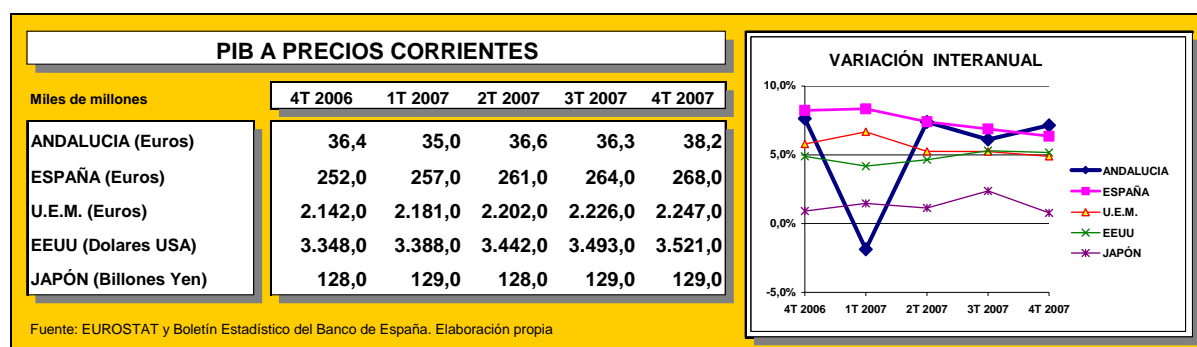 PIB A PRECIOS CORRIENTES
Miles de millones 4T 2006 1T 2007 2T 2007 3T 2007 4T 2007
ANDALUCIA (Euros) 36,4 35,0 36,6 36,3 38,2
ESPAÑA (Euros) 252,0 257,0 261,0 264,0 268,0
U.E.M. (Euros) 2.142,0 2.181,0 2.202,0 2.226,0 2.247,0
EEUU (Dolares USA) 3.348,0 3.388,0 3.442,0 3.493,0 3.521,0
JAPÓN (Billones Yen) 128,0 129,0 128,0 129,0 129,0
Fuente: EUROSTAT y Boletín Estadístico del Banco de España. Elaboración propia
VARIACIÓN INTERANUAL
10,0%
5,0%
0,0%
-5,0%
4T 2006 1T 2007 2T 2007 3T 2007 4T 2007
ANDALUCIA
ESPAÑA
U.E.M.
EEUU
JAPÓN